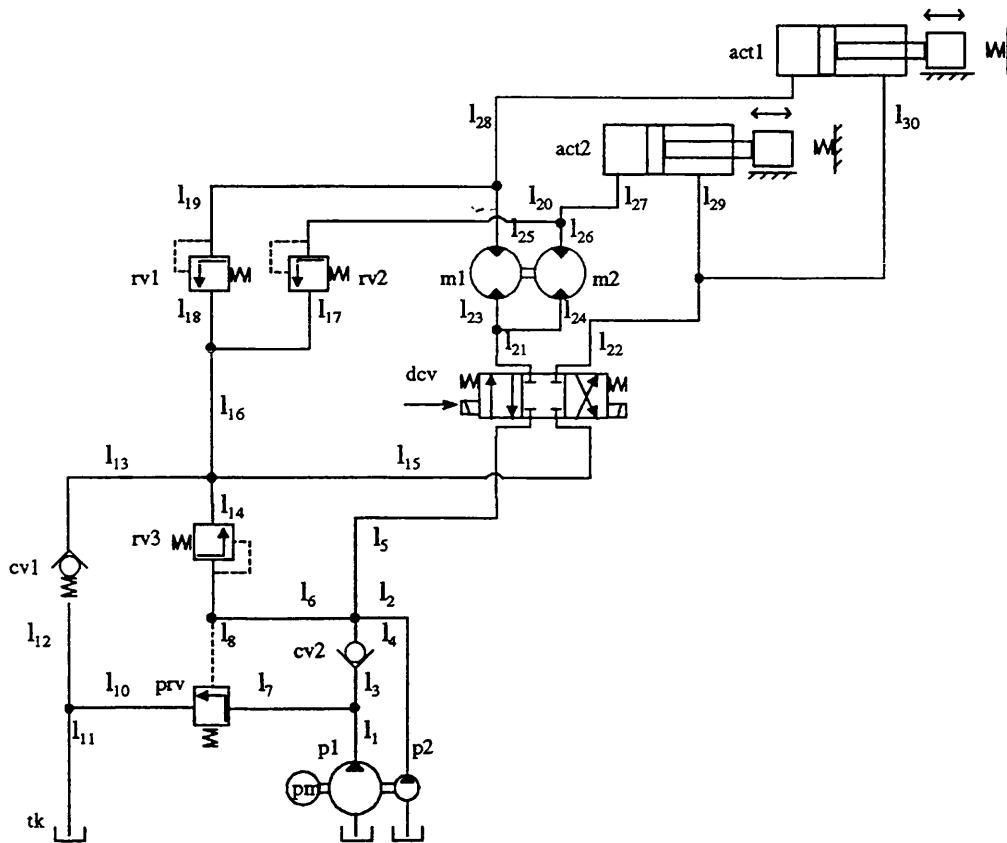 act1
l₂₈
l₃₀
act2
l₁₉
l₂₀
l₂₇
l₂₉
l₂₅
l₂₆
rv1
rv2
m1
m2
l₁₈
l₁₇
l₂₃
l₂₄
l₂₁
l₂₂
dcv
l₁₆
l₁₃
l₁₅
l₁₄
rv3
l₅
cv1
l₆
l₂
l₁₂
l₈
l₄
cv2
l₁₀
prv
l₇
l₃
l₁₁
l₁
p1
p2
pm
tk